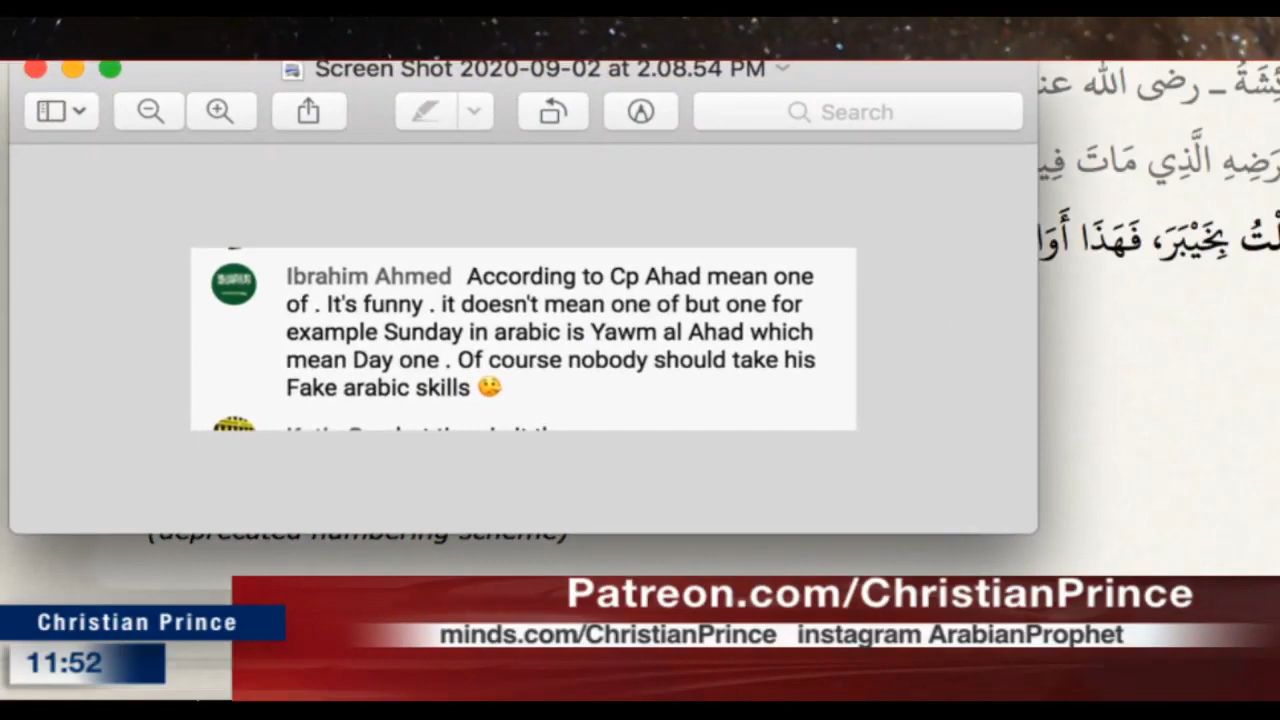 Screen Shot 2020-09-02 at 2.08.54 PM
Search
رضى الله
الَّذِي مَاتَ
بِخَيْبَرَ، فَهَذَا
Ibrahim Ahmed According to Cp Ahad mean one
of . It's funny . it doesn't mean one of but one for
example Sunday in arabic is Yawm al Ahad which
mean Day one . Of course nobody should take his
Fake arabic skills 🤥
(deprecated numbering scheme)
Patreon.com/ChristianPrince
Christian Prince
minds.com/ChristianPrince instagram ArabianProphet
11:52